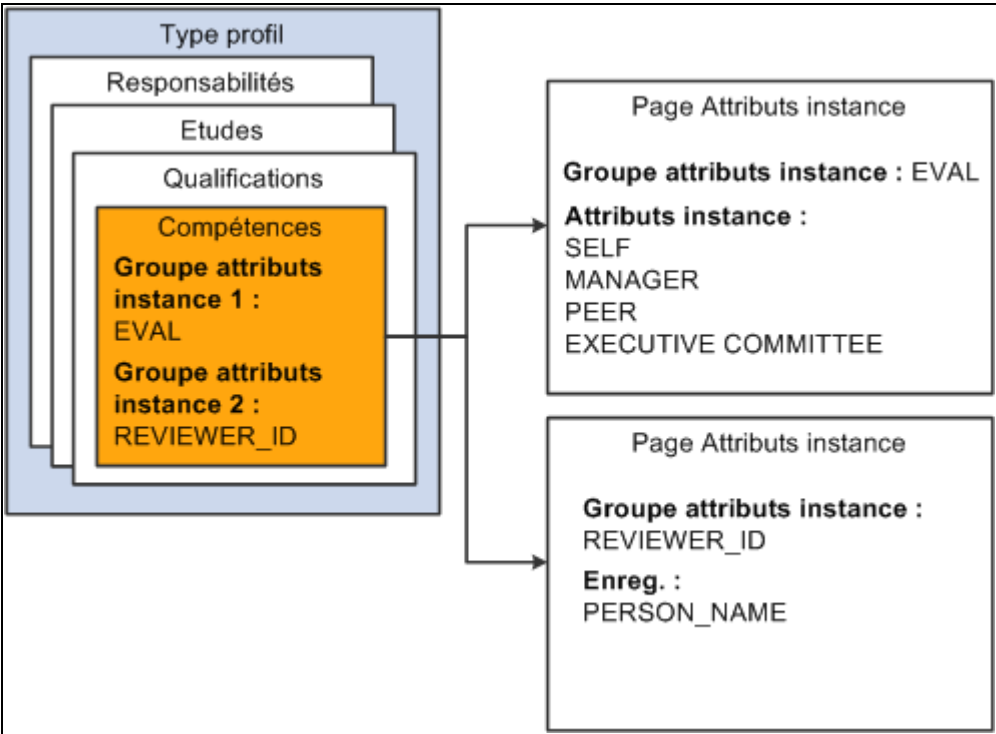 Type profil
Responsabilités
Etudes
Qualifications
Compétences
Groupe attributs
instance 1 :
EVAL
Groupe attributs
instance 2 :
REVIEWER_ID
Page Attributs instance
Groupe attributs instance : EVAL
Attributs instance :
SELF
MANAGER
PEER
EXECUTIVE COMMITTEE
Page Attributs instance
Groupe attributs instance :
REVIEWER_ID
Enreg. :
PERSON_NAME